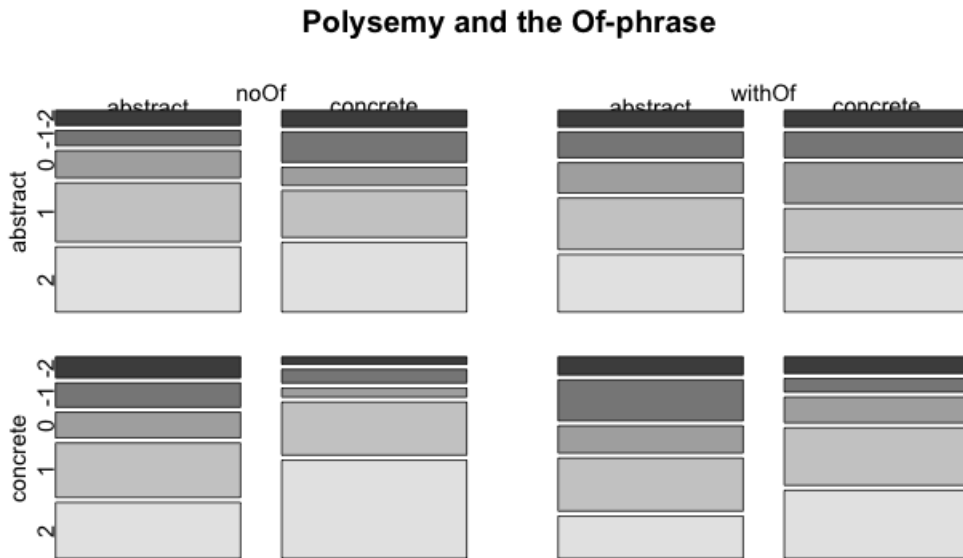 Polysemy and the Of-phrase
noOf withOf
abstract concrete abstract concrete
abstract
-2
-1
0
1
2
concrete
-2
-1
0
1
2